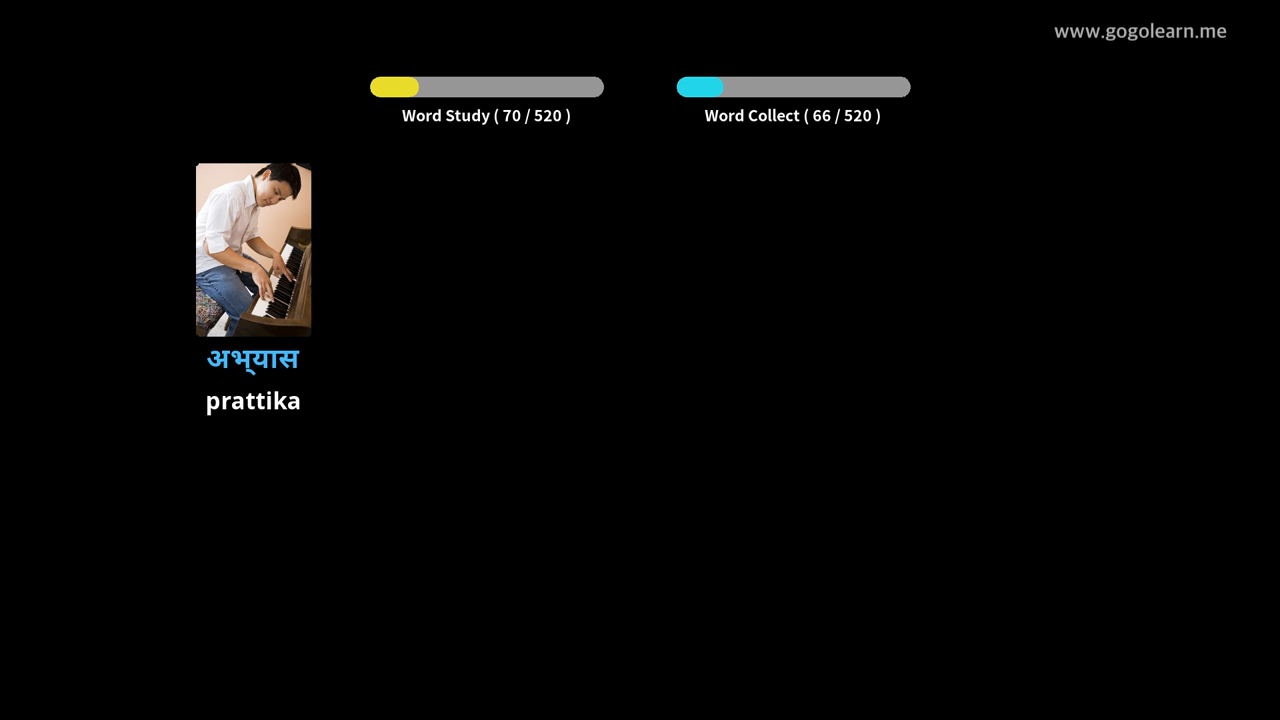 www.gogolearn.me
Word Study ( 70 / 520 )
Word Collect ( 66 / 520 )
अभ्यास
prattika